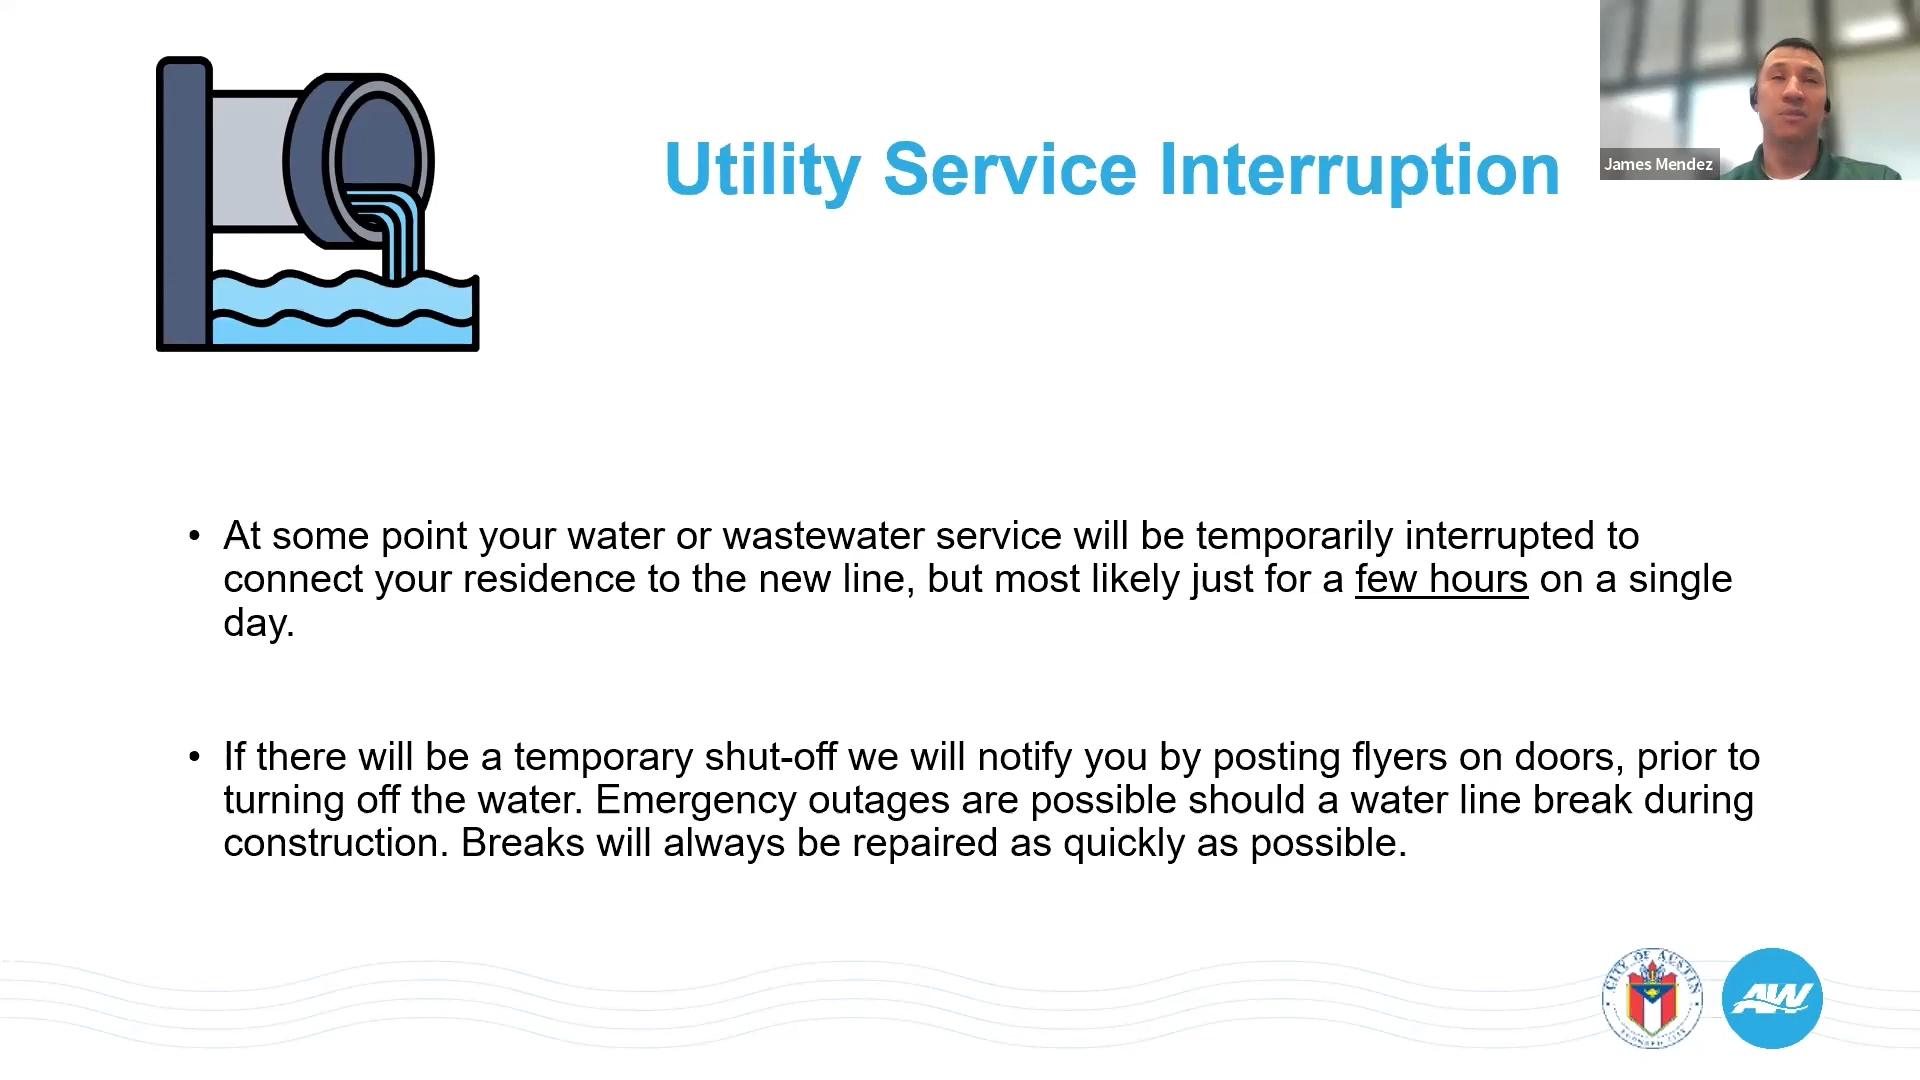 Utility Service Interruption
James Mendez
• At some point your water or wastewater service will be temporarily interrupted to
connect your residence to the new line, but most likely just for a few hours on a single
day.
• If there will be a temporary shut-off we will notify you by posting flyers on doors, prior to
turning off the water. Emergency outages are possible should a water line break during
construction. Breaks will always be repaired as quickly as possible.
CITY OF AUSTIN
AW